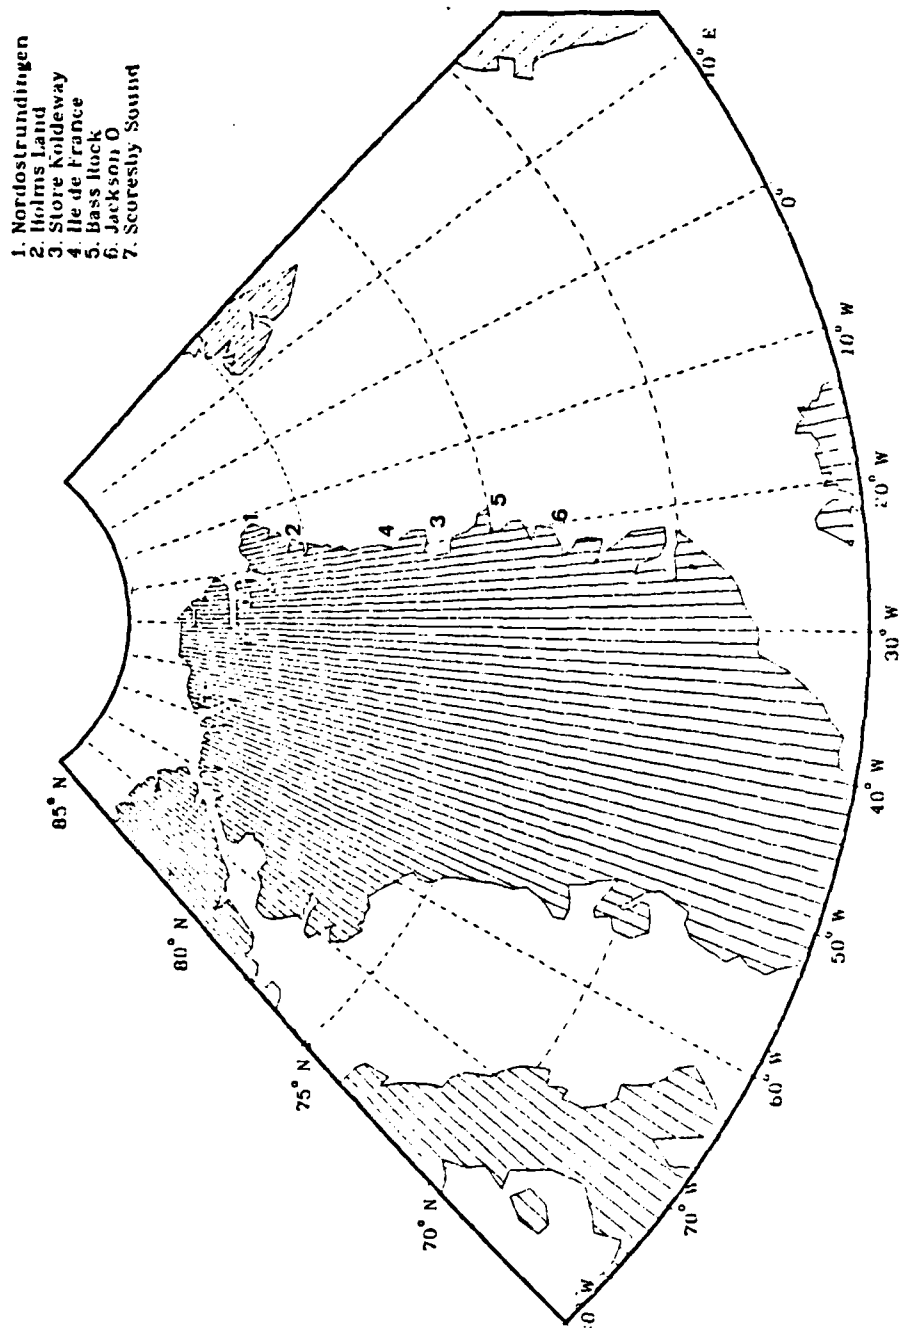 1. Nordostrundingen
2. Holms Land
3. Store Koldeway
4. Ile de France
5. Bass Rock
6. Jackson O
7. Scoresby Sound
10° E
0°
10° W
20° W
30° W
40° W
50° W
60° W
70° W
W
85° N
80° N
75° N
70° N
1
2
4
3
5
6